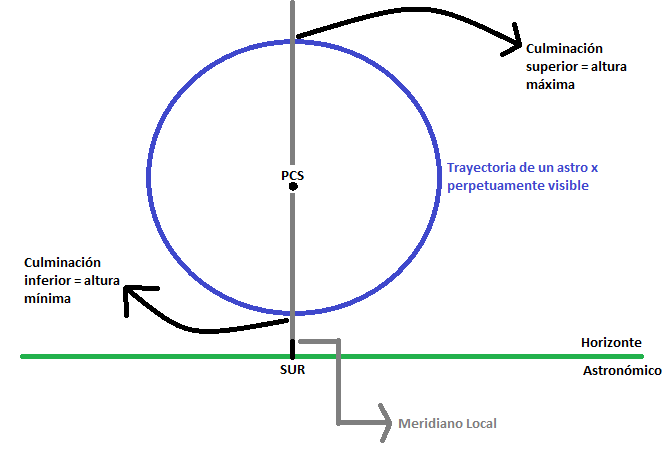 Culminación
superior = altura
máxima
PCS
Trayectoria de un astro x
perpetuamente visible
Culminación
inferior = altura
mínima
Horizonte
SUR
Astronómico
Meridiano Local